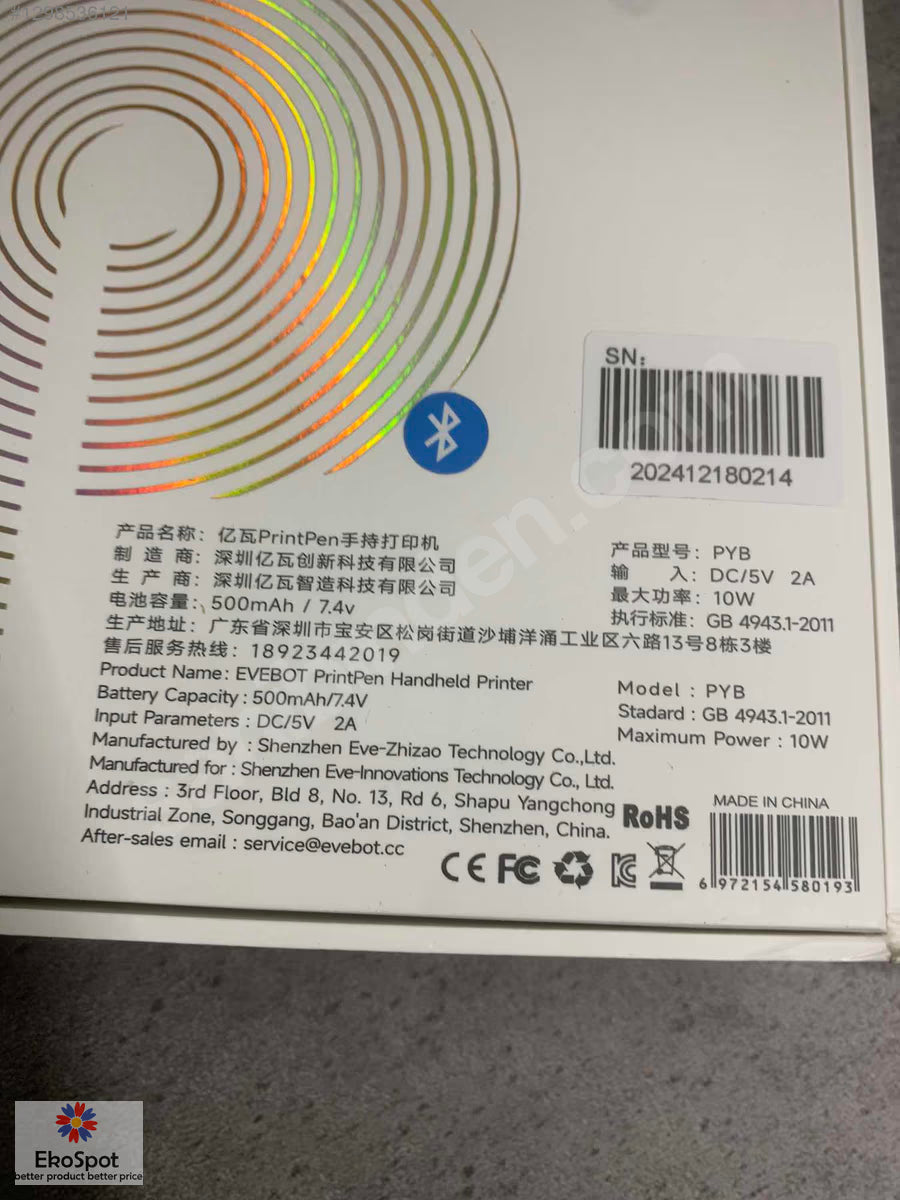 #1298536121
SN:
202412180214
产品名称: 亿瓦PrintPen手持打印机
制造商: 深圳亿瓦创新科技有限公司
生产商: 深圳亿瓦智造科技有限公司
电池容量: 500mAh / 7.4v
产品型号: PYB
输入: DC/5V 2A
最大功率: 10W
执行标准: GB 4943.1-2011
生产地址: 广东省深圳市宝安区松岗街道沙埔洋涌工业区六路13号8栋3楼
售后服务热线: 18923442019
Product Name: EVEBOT PrintPen Handheld Printer
Battery Capacity : 500mAh/7.4V
Input Parameters : DC/5V 2A
Model : PYB
Stadard : GB 4943.1-2011
Maximum Power : 10W
Manufactured by : Shenzhen Eve-Zhizao Technology Co.,Ltd.
Manufactured for : Shenzhen Eve-Innovations Technology Co., Ltd.
Address : 3rd Floor, Bld 8, No. 13, Rd 6, Shapu Yangchong
Industrial Zone, Songgang, Bao'an District, Shenzhen, China.
After-sales email : service@evebot.cc
RoHS
MADE IN CHINA
CE FC
6 972154 580193
EkoSpot
better product better price